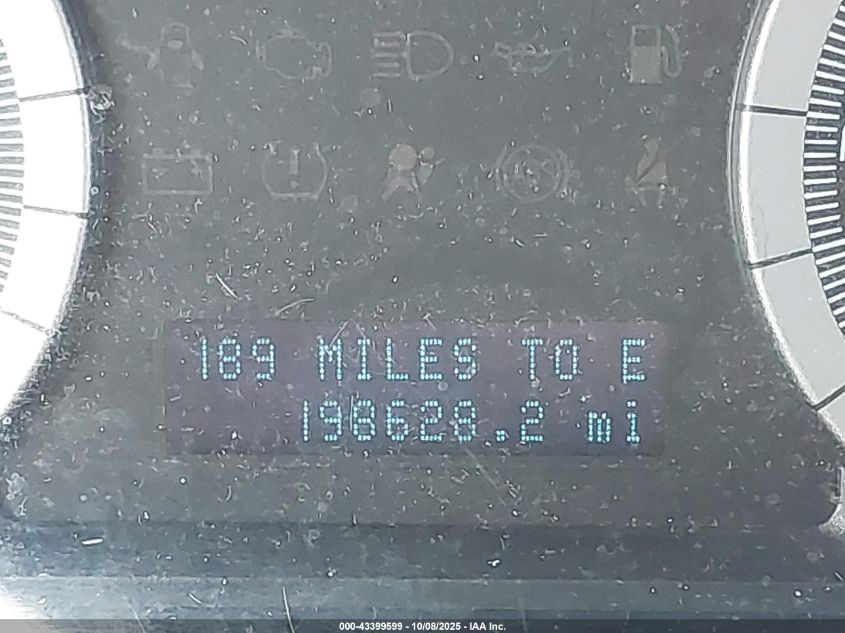 189 MILES TO E
198628.2 mi
000-43399599 - 10/08/2025 - IAA Inc.